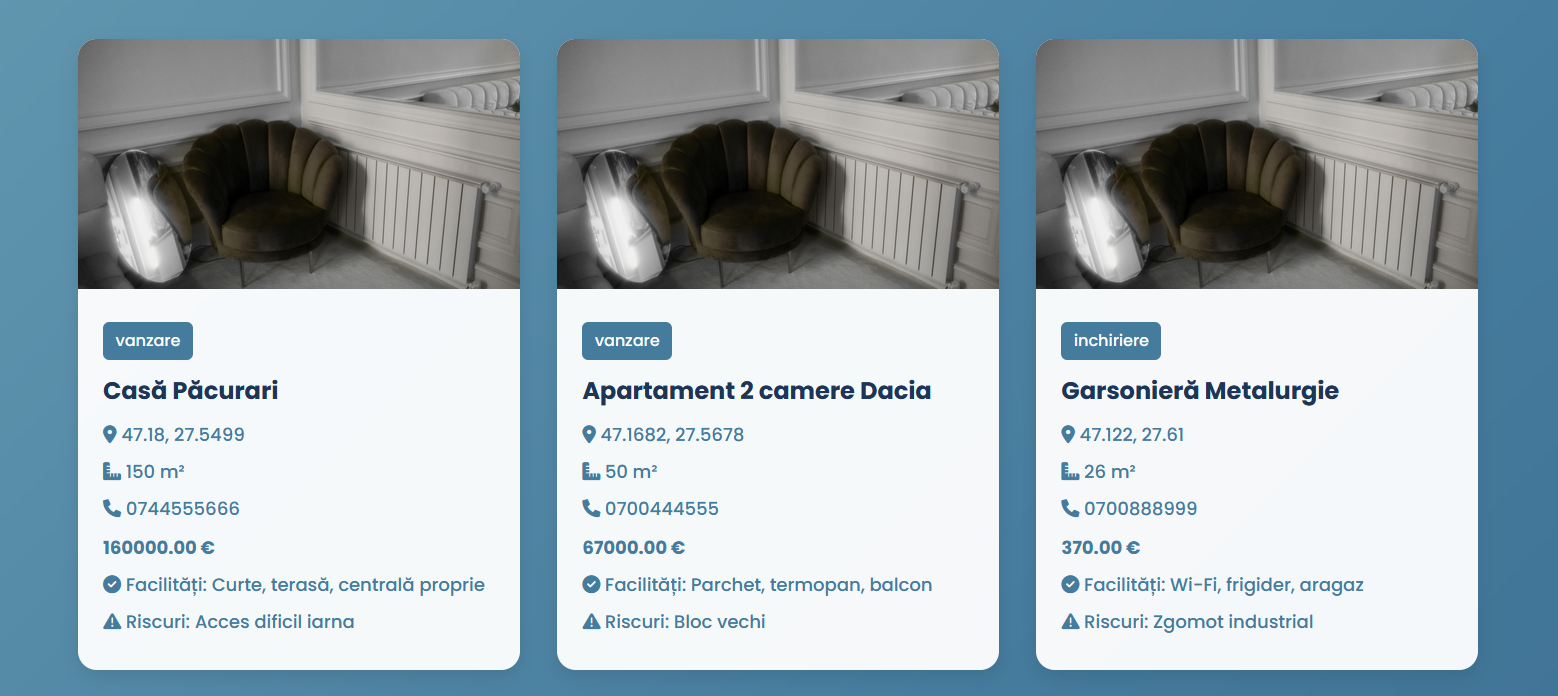 vanzare
Casă Păcurari
47.18, 27.5499
150 m²
0744555666
160000.00 €
Facilități: Curte, terasă, centrală proprie
Riscuri: Acces dificil iarna
vanzare
Apartament 2 camere Dacia
47.1682, 27.5678
50 m²
0700444555
67000.00 €
Facilități: Parchet, termopan, balcon
Riscuri: Bloc vechi
inchiriere
Garsonieră Metalurgie
47.122, 27.61
26 m²
0700888999
370.00 €
Facilități: Wi-Fi, frigider, aragaz
Riscuri: Zgomot industrial